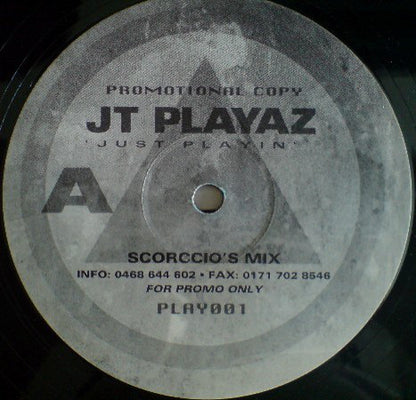 PROMOTIONAL COPY
JT PLAYAZ
'JUST PLAYIN'
A
SCORCCIO'S MIX
INFO: 0468 644 602 • FAX: 0171 702 8546
FOR PROMO ONLY
PLAY001